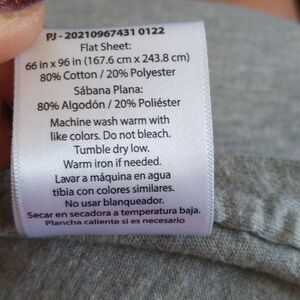 PJ - 20210967431 0122
Flat Sheet:
66 in x 96 in (167.6 cm x 243.8 cm)
80% Cotton / 20% Polyester
Sábana Plana:
80% Algodón / 20% Poliéster
Machine wash warm with
like colors. Do not bleach.
Tumble dry low.
Warm iron if needed.
Lavar a máquina en agua
tibia con colores similares.
No usar blanqueador.
Secar en secadora a temperatura baja.
Plancha caliente si es necesario